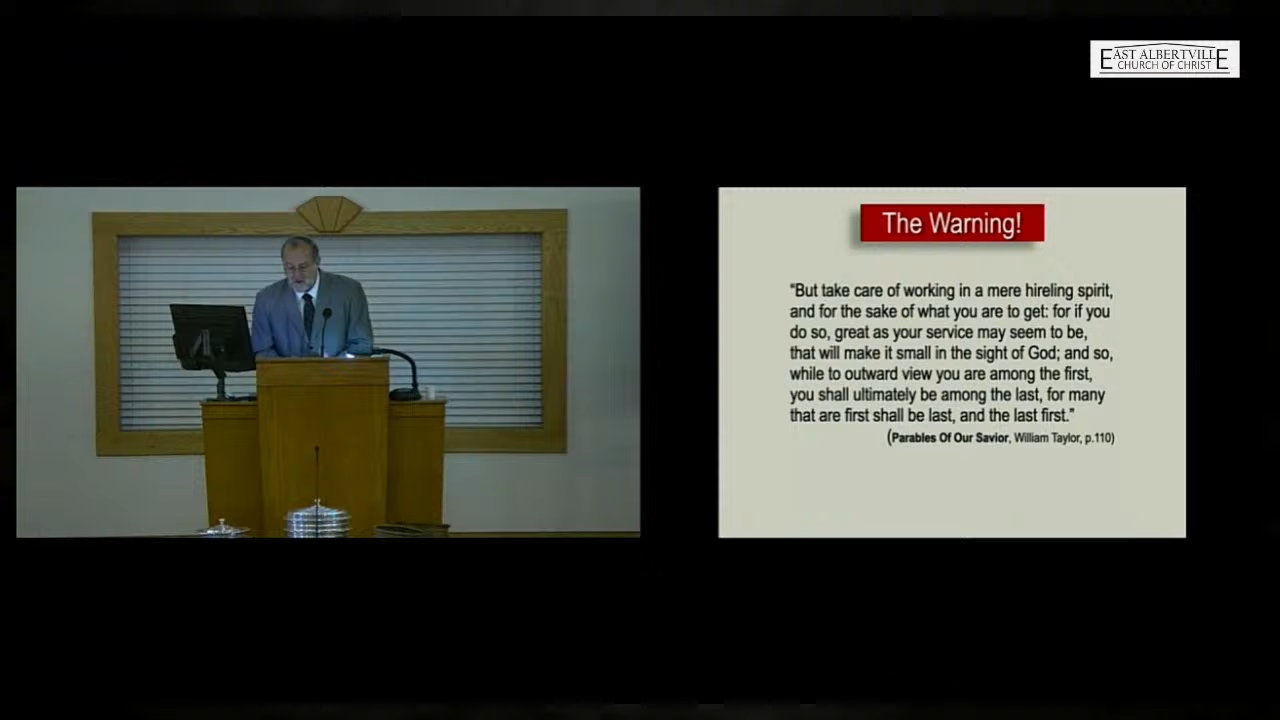 EAST ALBERTVILLE
CHURCH OF CHRIST
The Warning!
“But take care of working in a mere hireling spirit,
and for the sake of what you are to get: for if you
do so, great as your service may seem to be,
that will make it small in the sight of God; and so,
while to outward view you are among the first,
you shall ultimately be among the last, for many
that are first shall be last, and the last first.”
(Parables Of Our Savior, William Taylor, p.110)